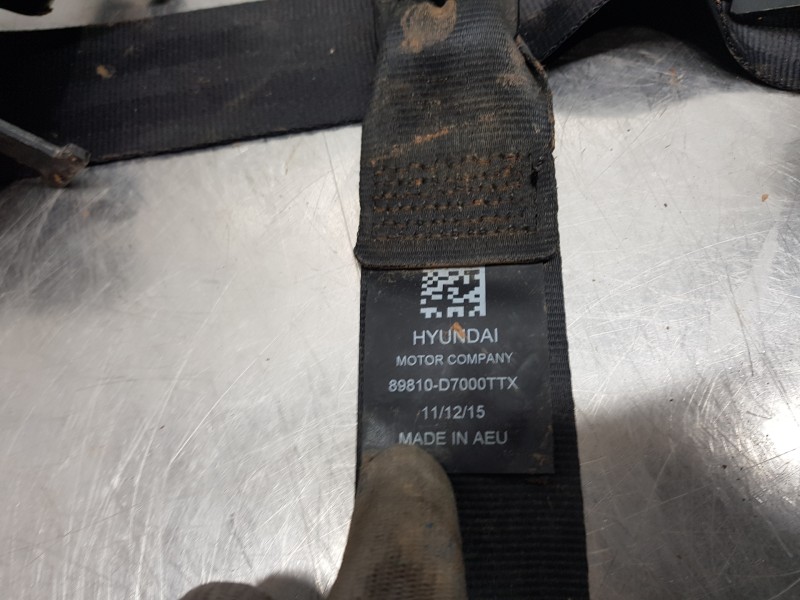 HYUNDAI
MOTOR COMPANY
89810-D7000TTX
11/12/15
MADE IN AEU